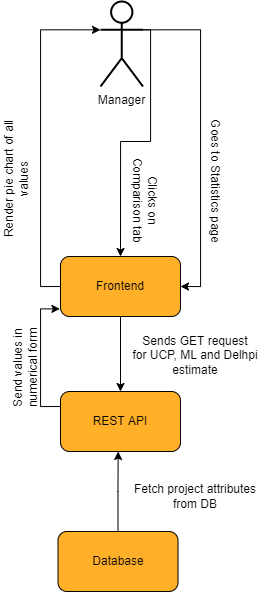 Manager
Render pie chart of all
values
Clicks on
Comparison tab
Goes to Statistics page
Frontend
Send values in
numerical form
Sends GET request
for UCP, ML and Delhpi
estimate
REST API
Fetch project attributes
from DB
Database